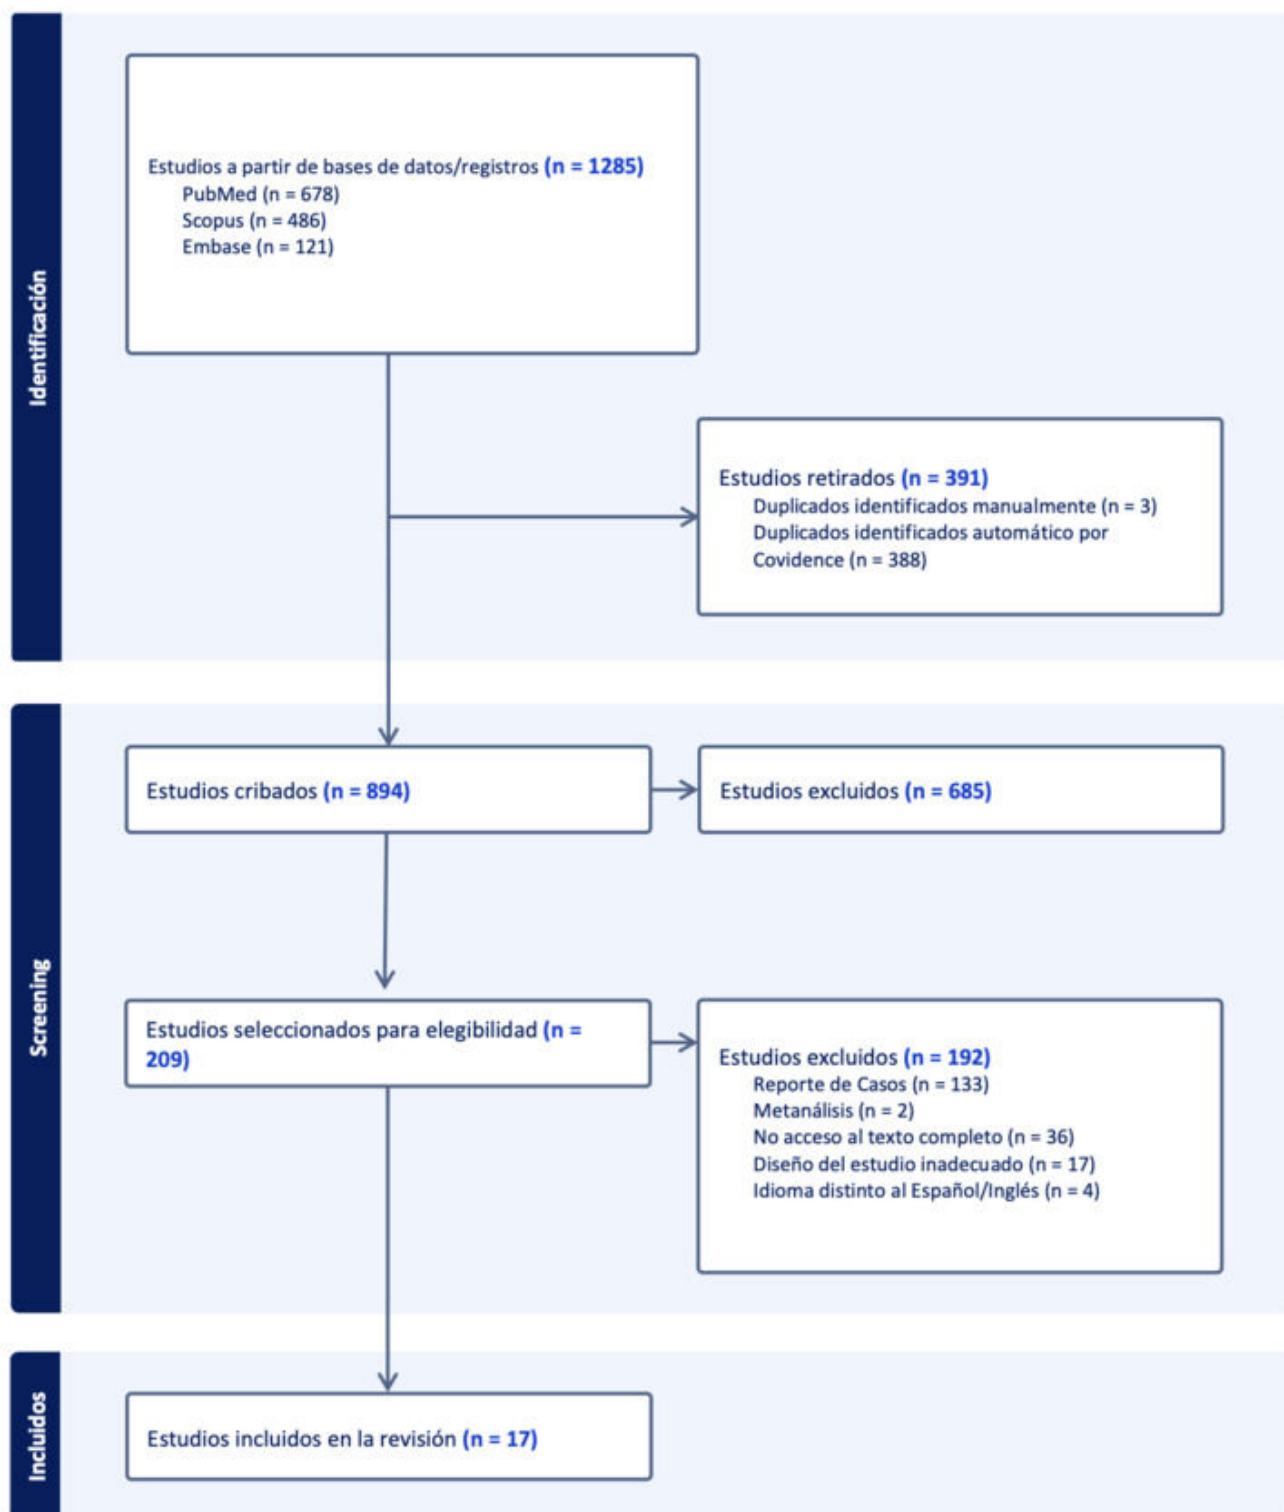 Identificación
Estudios a partir de bases de datos/registros (n = 1285)
PubMed (n = 678)
Scopus (n = 486)
Embase (n = 121)
Estudios retirados (n = 391)
Duplicados identificados manualmente (n = 3)
Duplicados identificados automático por
Covidence (n = 388)
Screening
Estudios cribados (n = 894)
Estudios excluidos (n = 685)
Estudios seleccionados para elegibilidad (n =
209)
Estudios excluidos (n = 192)
Reporte de Casos (n = 133)
Metanálisis (n = 2)
No acceso al texto completo (n = 36)
Diseño del estudio inadecuado (n = 17)
Idioma distinto al Español/Inglés (n = 4)
Incluidos
Estudios incluidos en la revisión (n = 17)